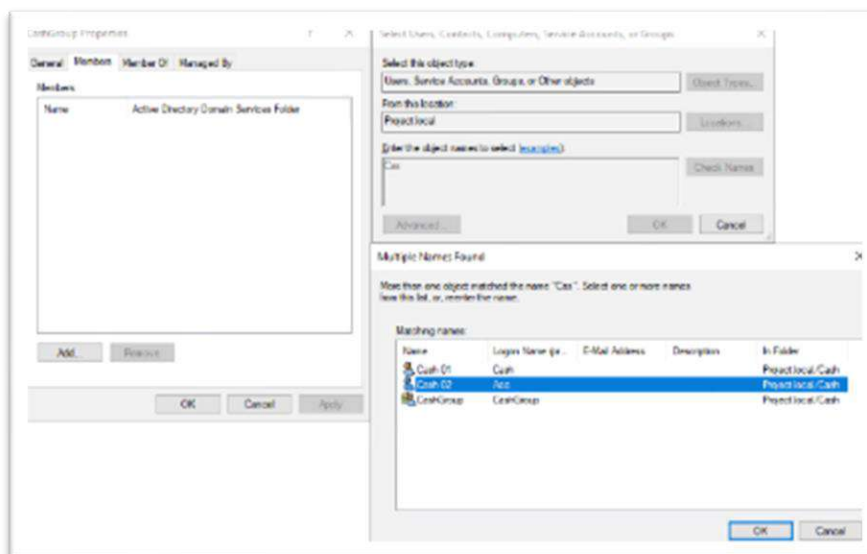 CashGroup Properties ? X
General Members Member Of Managed By
Members:
Name Active Directory Domain Services Folder
Add... Remove
OK Cancel Apply
Select Users, Contacts, Computers, Service Accounts, or Groups X
Select this object type:
Users, Service Accounts, Groups, or Other objects Object Types...
From this location:
Project.local Locations...
Enter the object names to select (examples):
Cas Check Names
Advanced... OK Cancel
Multiple Names Found X
More than one object matched the name "Cas". Select one or more names
from this list, or, reenter the name.
Matching names:
Name Logon Name (pr... E-Mail Address Description In Folder
Cash 01 Cash Project.local/Cash
Cash 02 Project.local/Cash
CashGroup CashGroup Project.local/Cash
OK Cancel